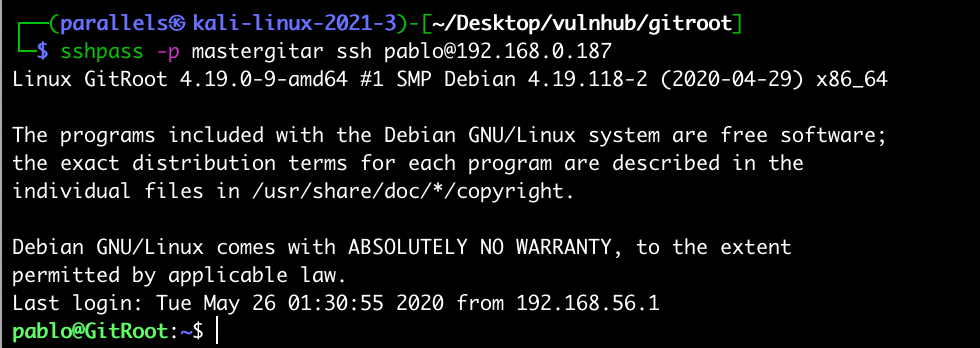 ┌──(parallels㉿kali-linux-2021-3)-[~/Desktop/vulnhub/gitroot]
└─$ sshpass -p mastergitar ssh pablo@192.168.0.187
Linux GitRoot 4.19.0-9-amd64 #1 SMP Debian 4.19.118-2 (2020-04-29) x86_64
The programs included with the Debian GNU/Linux system are free software;
the exact distribution terms for each program are described in the
individual files in /usr/share/doc/*/copyright.
Debian GNU/Linux comes with ABSOLUTELY NO WARRANTY, to the extent
permitted by applicable law.
Last login: Tue May 26 01:30:55 2020 from 192.168.56.1
pablo@GitRoot:~$